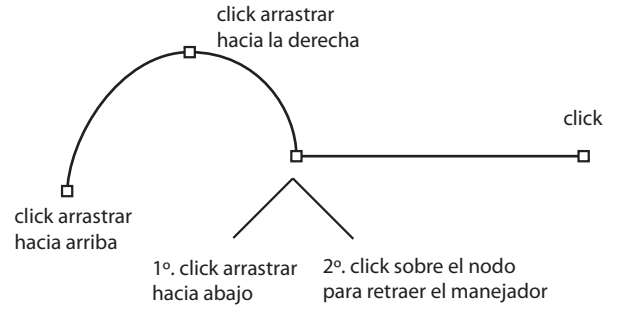 click arrastrar
hacia la derecha
click
click arrastrar
hacia arriba
1º. click arrastrar
hacia abajo
2º. click sobre el nodo
para retraer el manejador